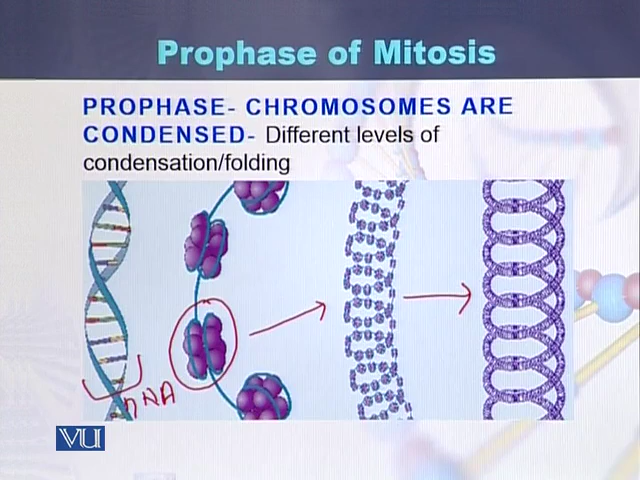 Prophase of Mitosis
PROPHASE- CHROMOSOMES ARE
CONDENSED- Different levels of
condensation/folding
DNA
VU